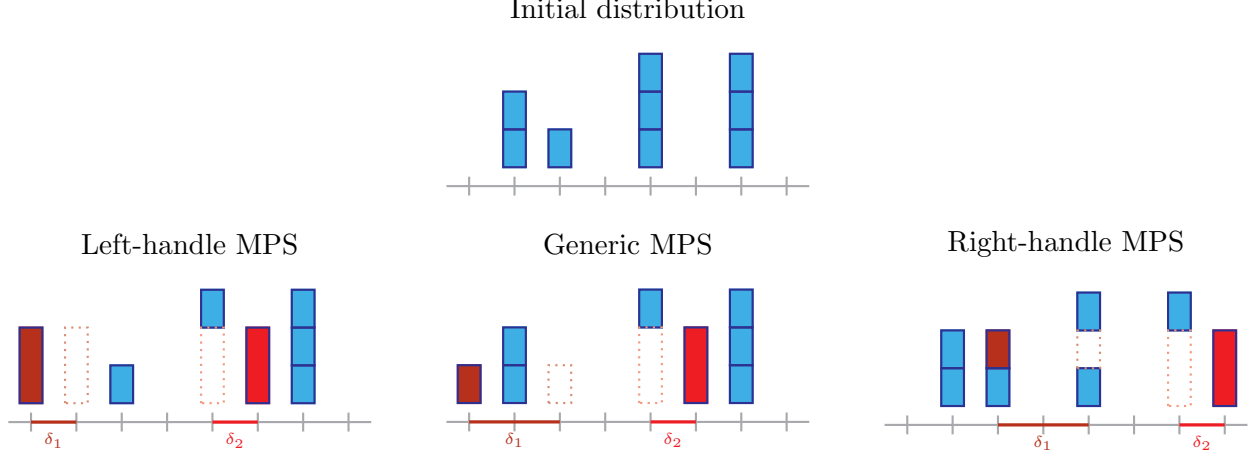 Initial distribution
Left-handle MPS
Generic MPS
Right-handle MPS
δ1
δ2
δ1
δ2
δ1
δ2